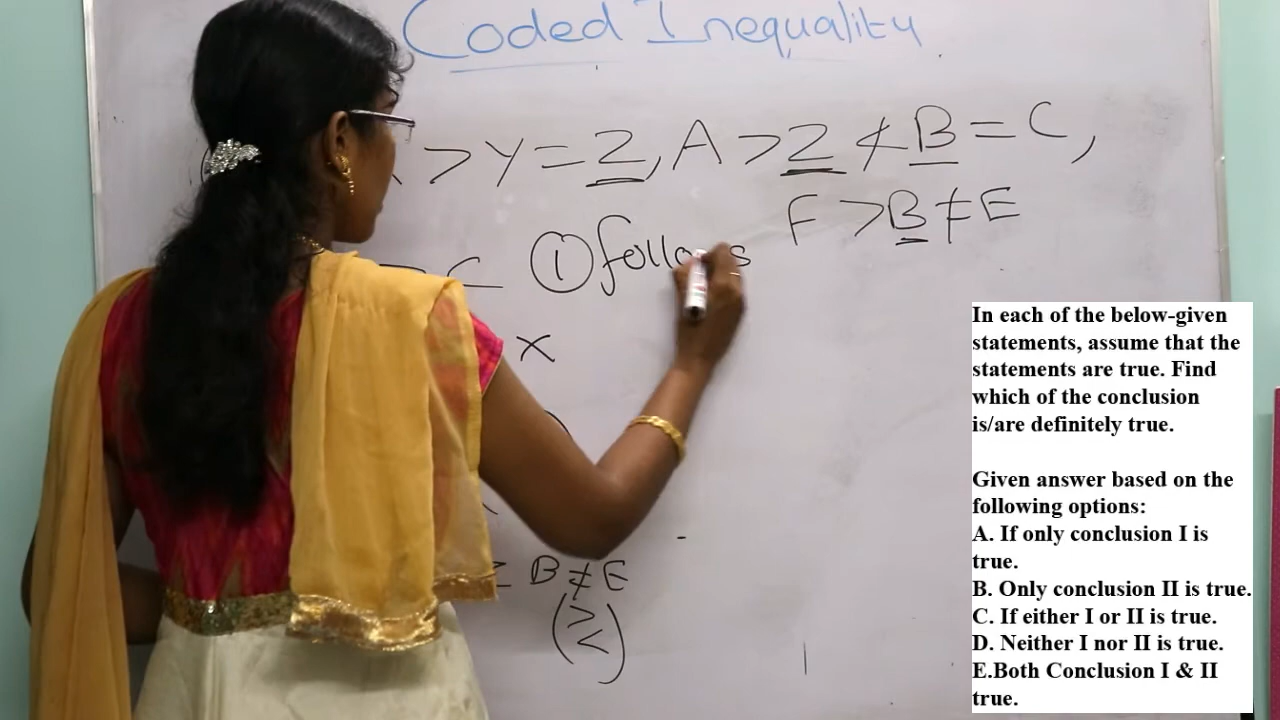 Coded Inequality
> Y = Z, A > Z ≮ B = C,
F > B ≠ E
C ① follows
x
≥ B ≠ E
( >
< )
In each of the below-given
statements, assume that the
statements are true. Find
which of the conclusion
is/are definitely true.
Given answer based on the
following options:
A. If only conclusion I is
true.
B. Only conclusion II is true.
C. If either I or II is true.
D. Neither I nor II is true.
E.Both Conclusion I & II
true.